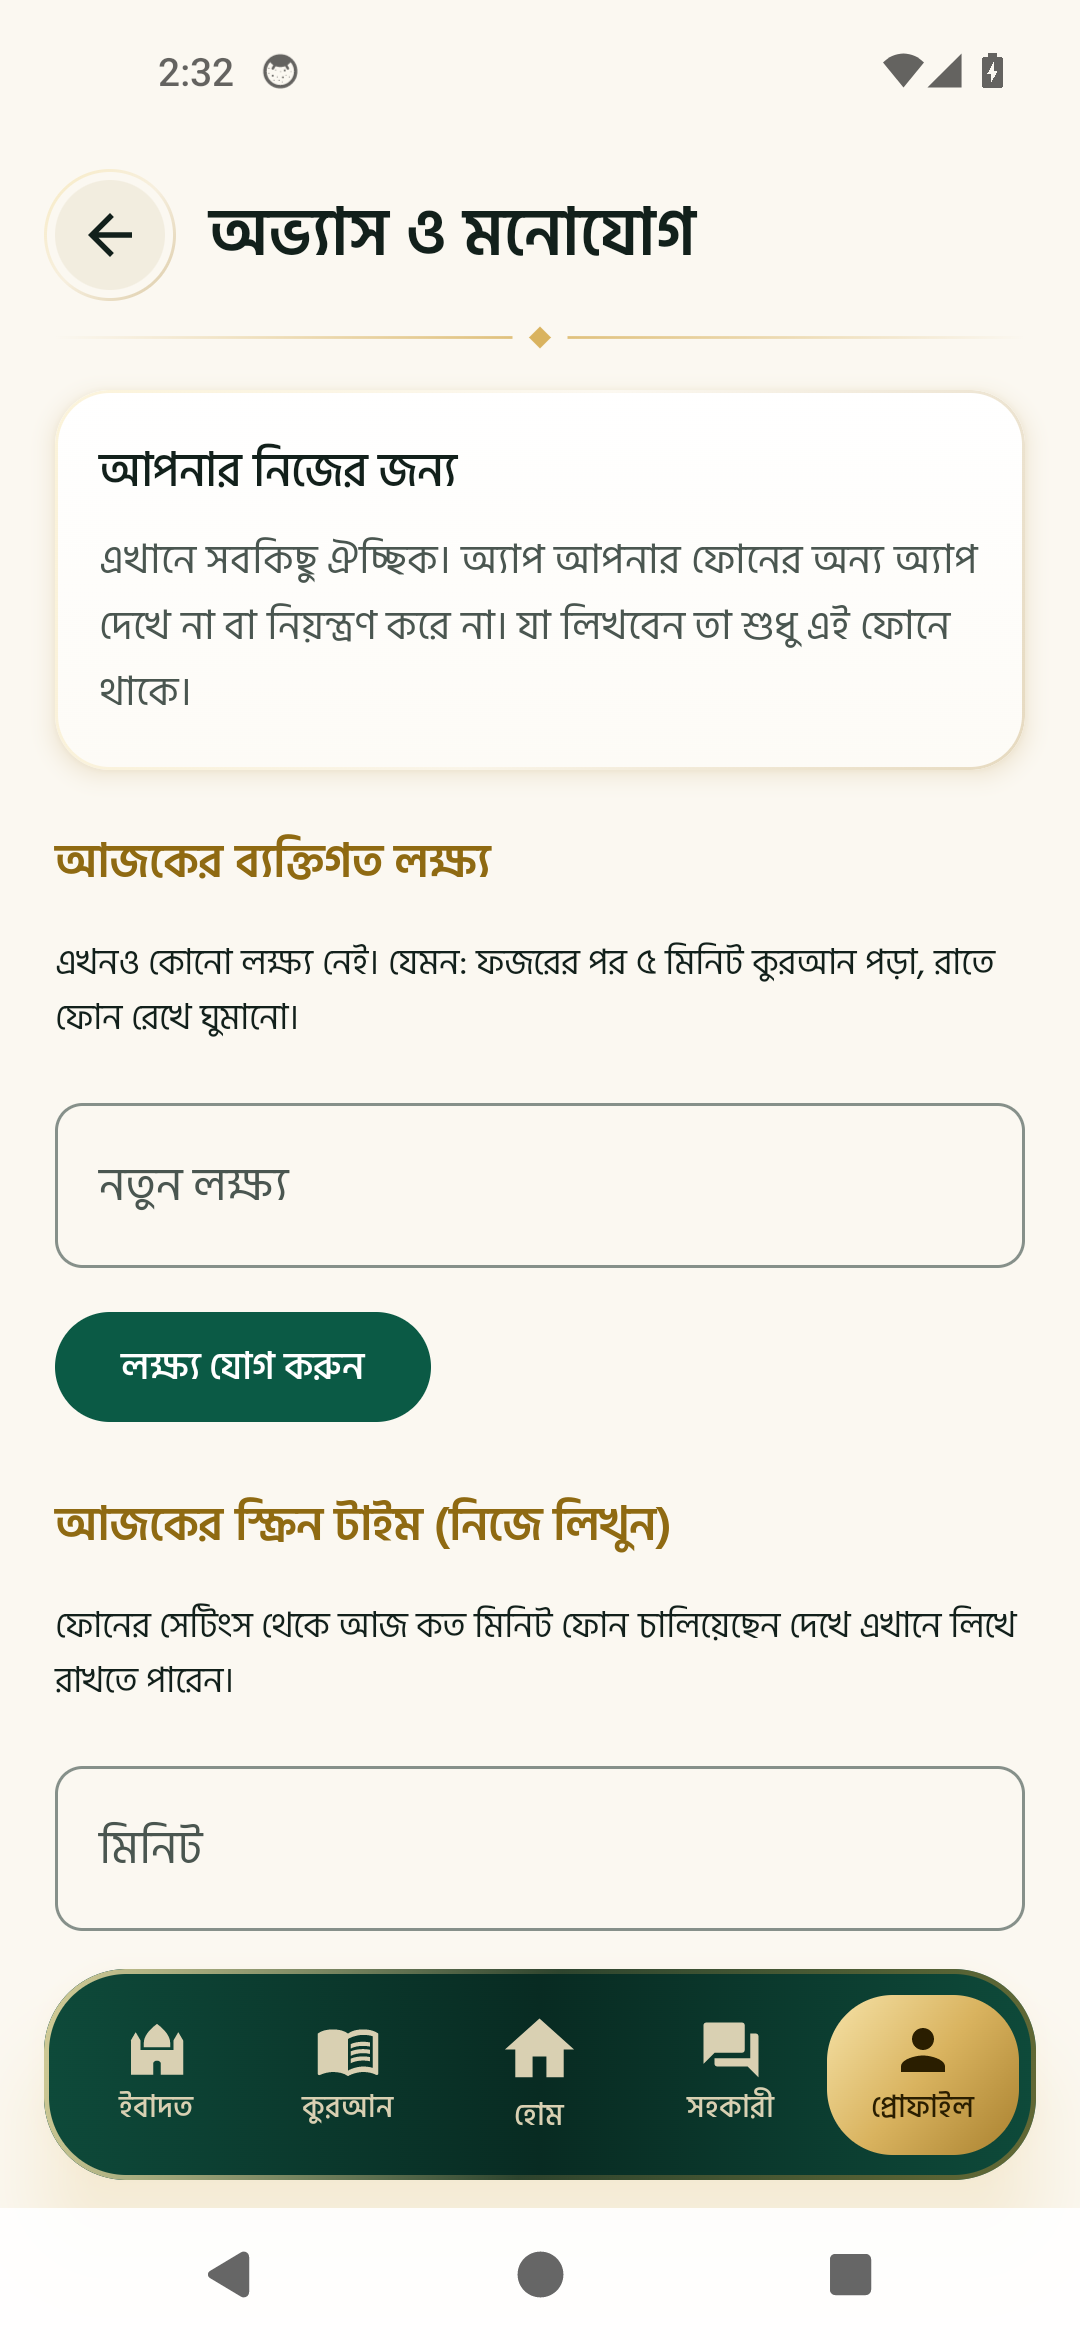 2:32
অভ্যাস ও মনোযোগ
আপনার নিজের জন্য
এখানে সবকিছু ঐচ্ছিক। অ্যাপ আপনার ফোনের অন্য অ্যাপ
দেখে না বা নিয়ন্ত্রণ করে না। যা লিখবেন তা শুধু এই ফোনে
থাকে।
আজকের ব্যক্তিগত লক্ষ্য
এখনও কোনো লক্ষ্য নেই। যেমন: ফজরের পর ৫ মিনিট কুরআন পড়া, রাতে
ফোন রেখে ঘুমানো।
নতুন লক্ষ্য
লক্ষ্য যোগ করুন
আজকের স্ক্রিন টাইম (নিজে লিখুন)
ফোনের সেটিংস থেকে আজ কত মিনিট ফোন চালিয়েছেন দেখে এখানে লিখে
রাখতে পারেন।
মিনিট
ইবাদত
কুরআন
হোম
সহকারী
প্রোফাইল